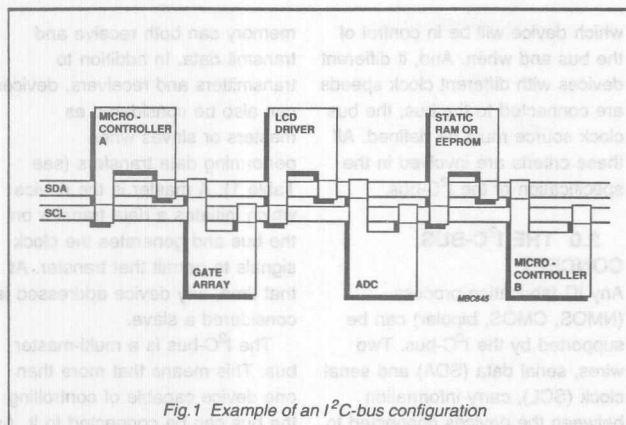 which device will be in control of
the bus and when. And, if different
devices with different clock speeds
are connected to the bus, the bus
clock source must be defined. All
these criteria are involved in the
specification of the I²C-bus.
2.0 THE I²C-BUS
CONCEPT
Any IC fabrication process
(NMOS, CMOS, bipolar) can be
supported by the I²C-bus. Two
wires, serial data (SDA) and serial
clock (SCL), carry information
between the devices connected to
memory can both receive and
transmit data. In addition to
transmitters and receivers, devices
can also be considered as
masters or slaves when
performing data transfers (see
Table 1). A master is the device
which initiates a data transfer on
the bus and generates the clock
signals to permit that transfer. At
that time, any device addressed is
considered a slave.
The I²C-bus is a multi-master
bus. This means that more than
one device capable of controlling
the bus can be connected to it.
MICRO -
CONTROLLER
A
LCD
DRIVER
STATIC
RAM OR
EEPROM
SDA
SCL
GATE
ARRAY
ADC
MICRO -
CONTROLLER
B
MBC645
Fig.1 Example of an I²C-bus configuration